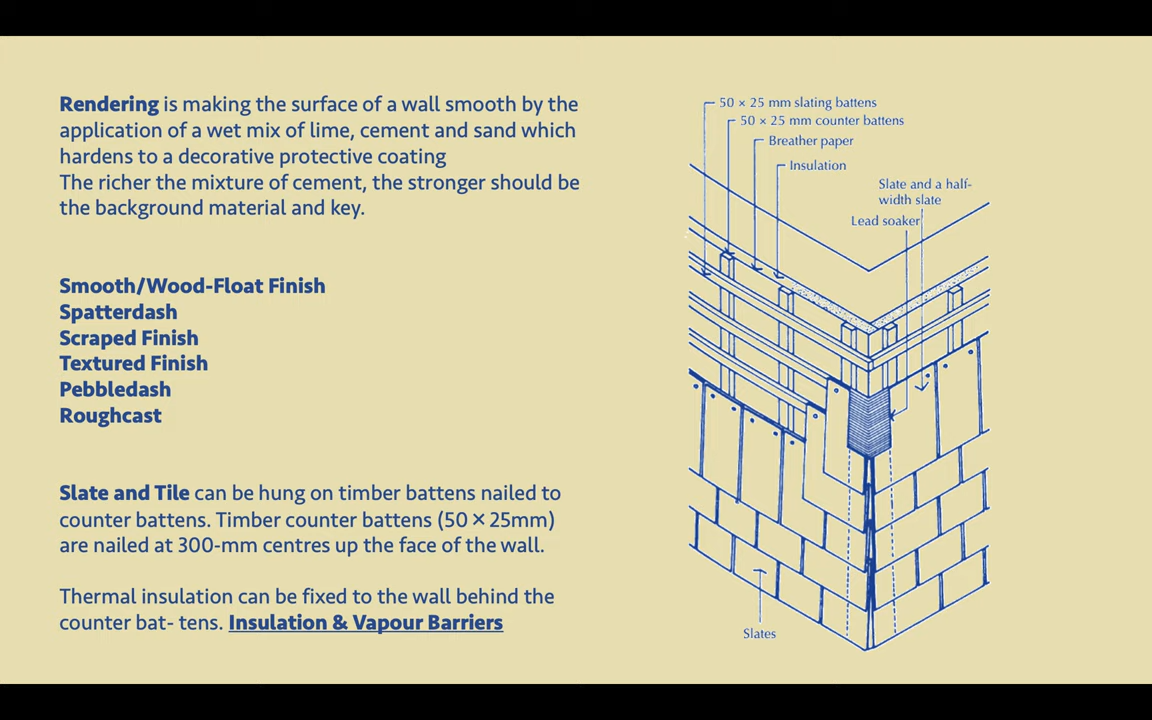 Rendering is making the surface of a wall smooth by the
application of a wet mix of lime, cement and sand which
hardens to a decorative protective coating
The richer the mixture of cement, the stronger should be
the background material and key.
Smooth/Wood-Float Finish
Spatterdash
Scraped Finish
Textured Finish
Pebbledash
Roughcast
Slate and Tile can be hung on timber battens nailed to
counter battens. Timber counter battens (50 × 25mm)
are nailed at 300-mm centres up the face of the wall.
Thermal insulation can be fixed to the wall behind the
counter bat- tens. Insulation & Vapour Barriers
50 × 25 mm slating battens
50 × 25 mm counter battens
Breather paper
Insulation
Slate and a half-
width slate
Lead soaker
Slates